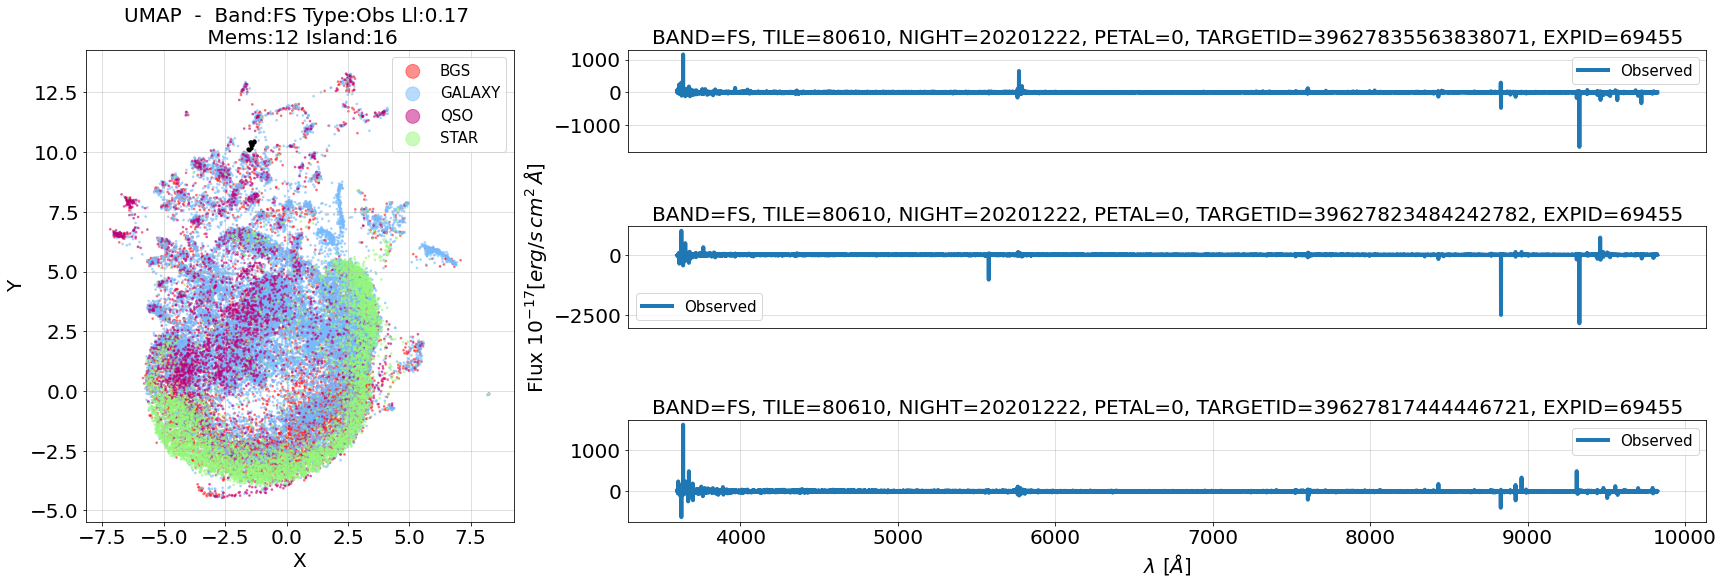 UMAP - Band:FS Type:Obs Ll:0.17
Mems:12 Island:16
BGS
GALAXY
QSO
STAR
12.5
10.0
7.5
5.0
2.5
0.0
−2.5
−5.0
Y
−7.5 −5.0 −2.5 0.0 2.5 5.0 7.5
X
Flux 10⁻¹⁷[erg/s cm² Å]
BAND=FS, TILE=80610, NIGHT=20201222, PETAL=0, TARGETID=39627835563838071, EXPID=69455
1000
0
−1000
Observed
BAND=FS, TILE=80610, NIGHT=20201222, PETAL=0, TARGETID=39627823484242782, EXPID=69455
0
−2500
Observed
BAND=FS, TILE=80610, NIGHT=20201222, PETAL=0, TARGETID=39627817444446721, EXPID=69455
1000
0
Observed
4000 5000 6000 7000 8000 9000 10000
λ [Å]